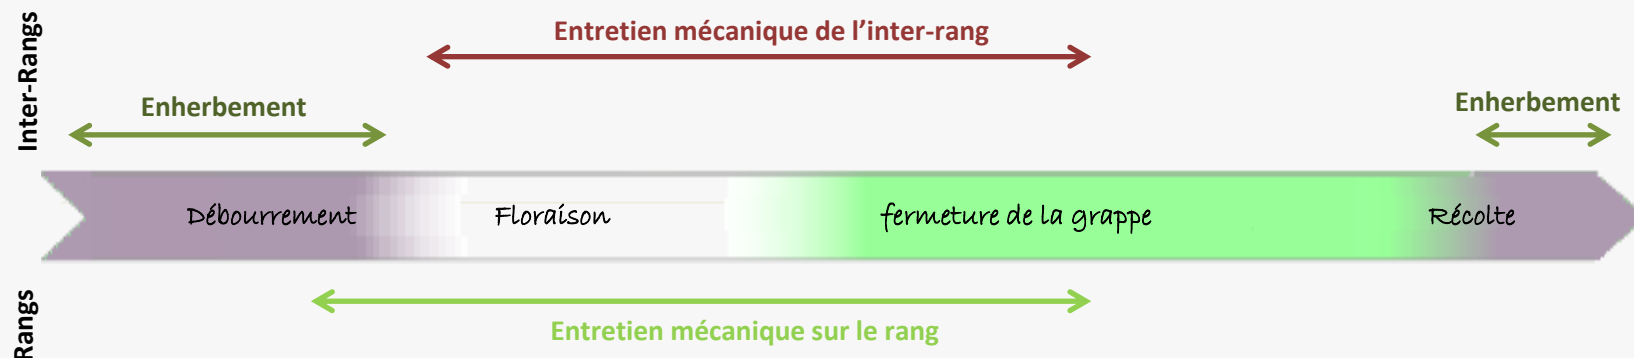 Inter-Rangs
Entretien mécanique de l’inter-rang
Enherbement
Enherbement
Débourrement
Floraison
fermeture de la grappe
Récolte
Rangs
Entretien mécanique sur le rang